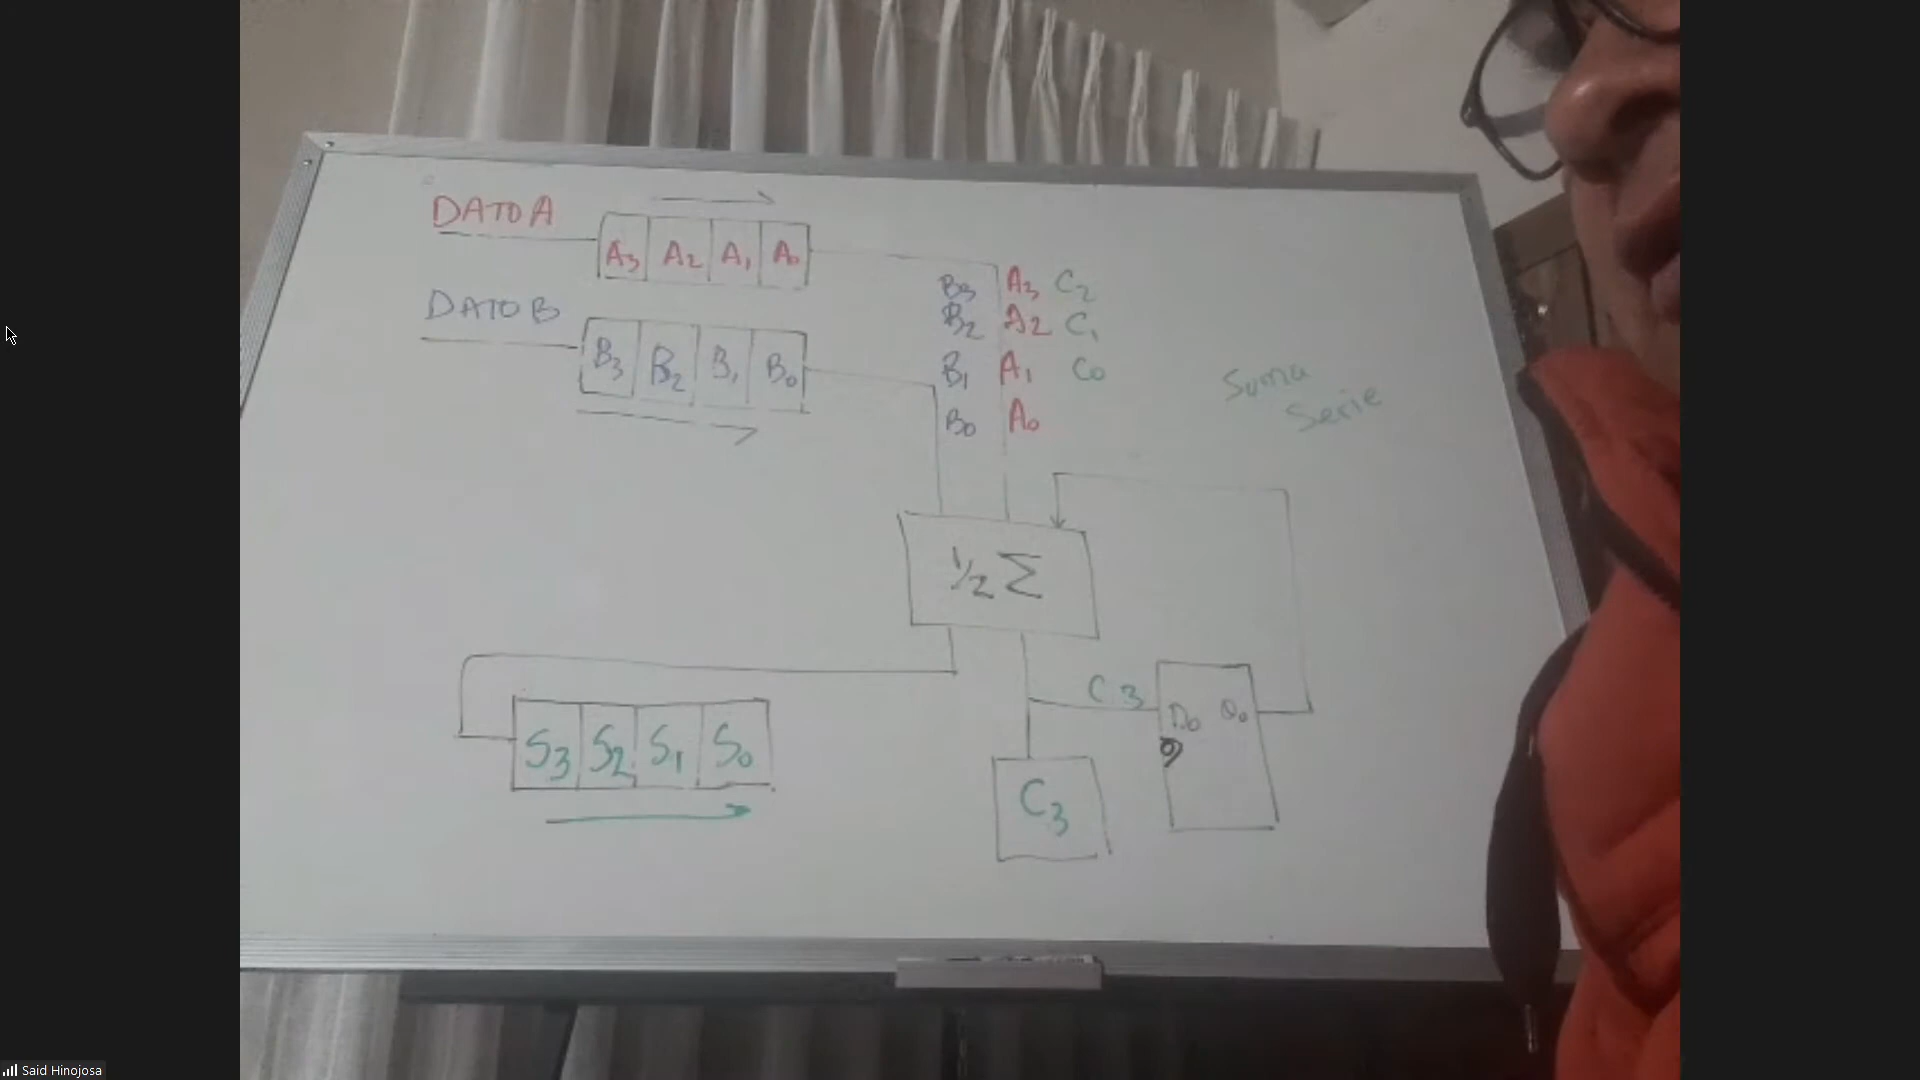 DATO A
A3 A2 A1 A0
DATO B
B3 B2 B1 B0
B3 A3 C2
B2 A2 C1
B1 A1 C0
B0 A0
Suma
Serie
1/2 Σ
C3
D0 Q0
S3 S2 S1 S0
C3
Said Hinojosa